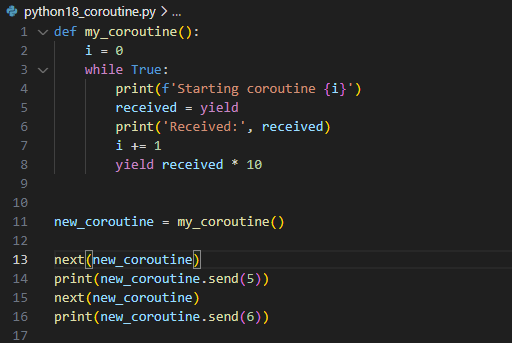 python18_coroutine.py > ...
1 def my_coroutine():
2     i = 0
3     while True:
4         print(f'Starting coroutine {i}')
5         received = yield
6         print('Received:', received)
7         i += 1
8         yield received * 10
9
10
11 new_coroutine = my_coroutine()
12
13 next(new_coroutine)
14 print(new_coroutine.send(5))
15 next(new_coroutine)
16 print(new_coroutine.send(6))
17